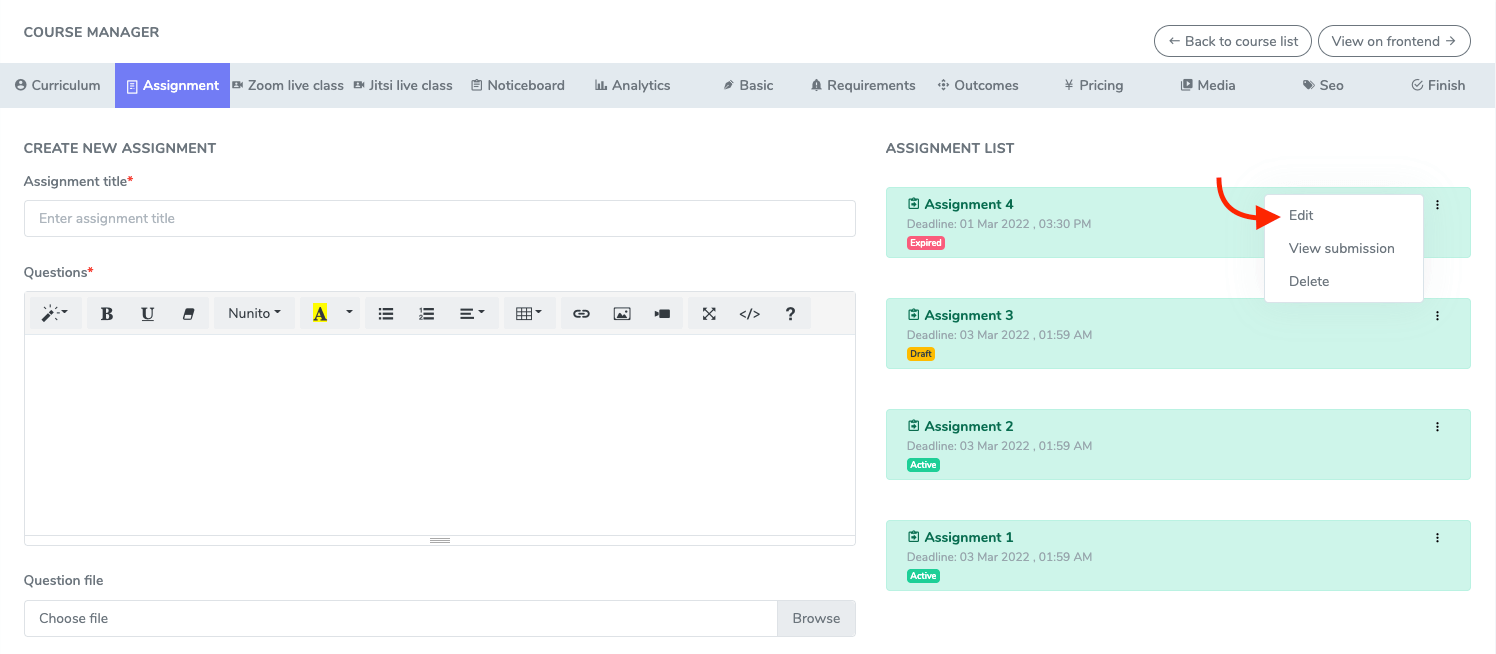 COURSE MANAGER
← Back to course list
View on frontend →
Curriculum
Assignment
Zoom live class
Jitsi live class
Noticeboard
Analytics
Basic
Requirements
Outcomes
¥ Pricing
Media
Seo
Finish
CREATE NEW ASSIGNMENT
Assignment title*
Enter assignment title
Questions*
B U Nunito A </> ?
Question file
Choose file
Browse
ASSIGNMENT LIST
Assignment 4
Deadline: 01 Mar 2022 , 03:30 PM
Expired
Edit
View submission
Delete
Assignment 3
Deadline: 03 Mar 2022 , 01:59 AM
Draft
Assignment 2
Deadline: 03 Mar 2022 , 01:59 AM
Active
Assignment 1
Deadline: 03 Mar 2022 , 01:59 AM
Active